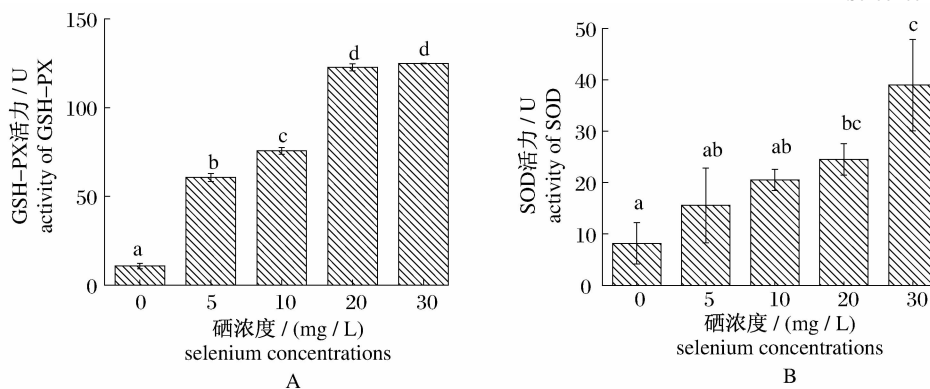 150
100
50
0
GSH-PX活力 / U
activity of GSH-PX
a
b
c
d
d
0 5 10 20 30
硒浓度 / (mg / L)
selenium concentrations
A
50
40
30
20
10
0
SOD活力 / U
activity of SOD
a
ab
ab
bc
c
0 5 10 20 30
硒浓度 / (mg / L)
selenium concentrations
B